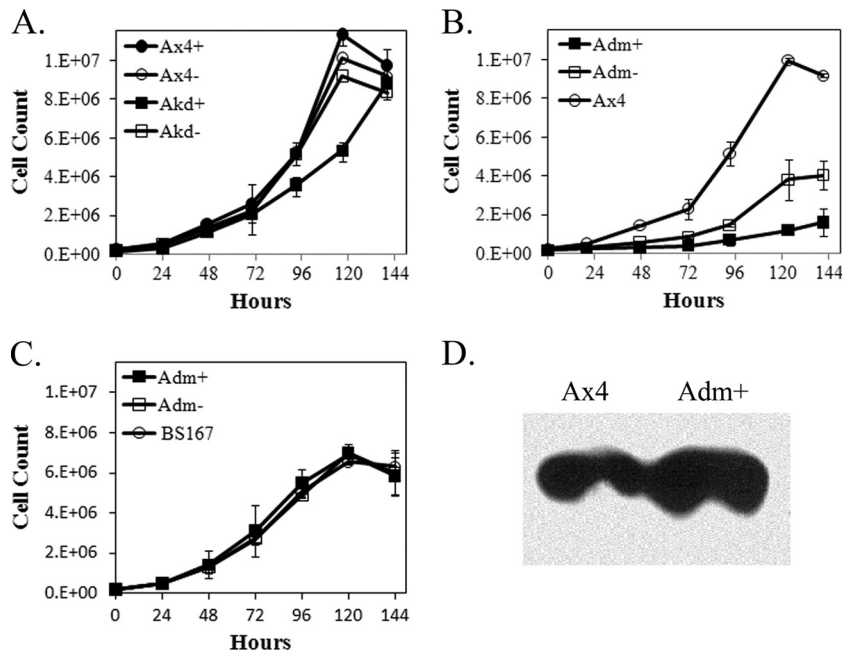 A.
Cell Count
1.E+07
8.E+06
6.E+06
4.E+06
2.E+06
0.E+00
Ax4+
Ax4-
Akd+
Akd-
0 24 48 72 96 120 144
Hours
B.
Cell Count
1.E+07
8.E+06
6.E+06
4.E+06
2.E+06
0.E+00
Adm+
Adm-
Ax4
0 24 48 72 96 120 144
Hours
C.
Cell Count
1.E+07
8.E+06
6.E+06
4.E+06
2.E+06
0.E+00
Adm+
Adm-
BS167
0 24 48 72 96 120 144
Hours
D.
Ax4 Adm+